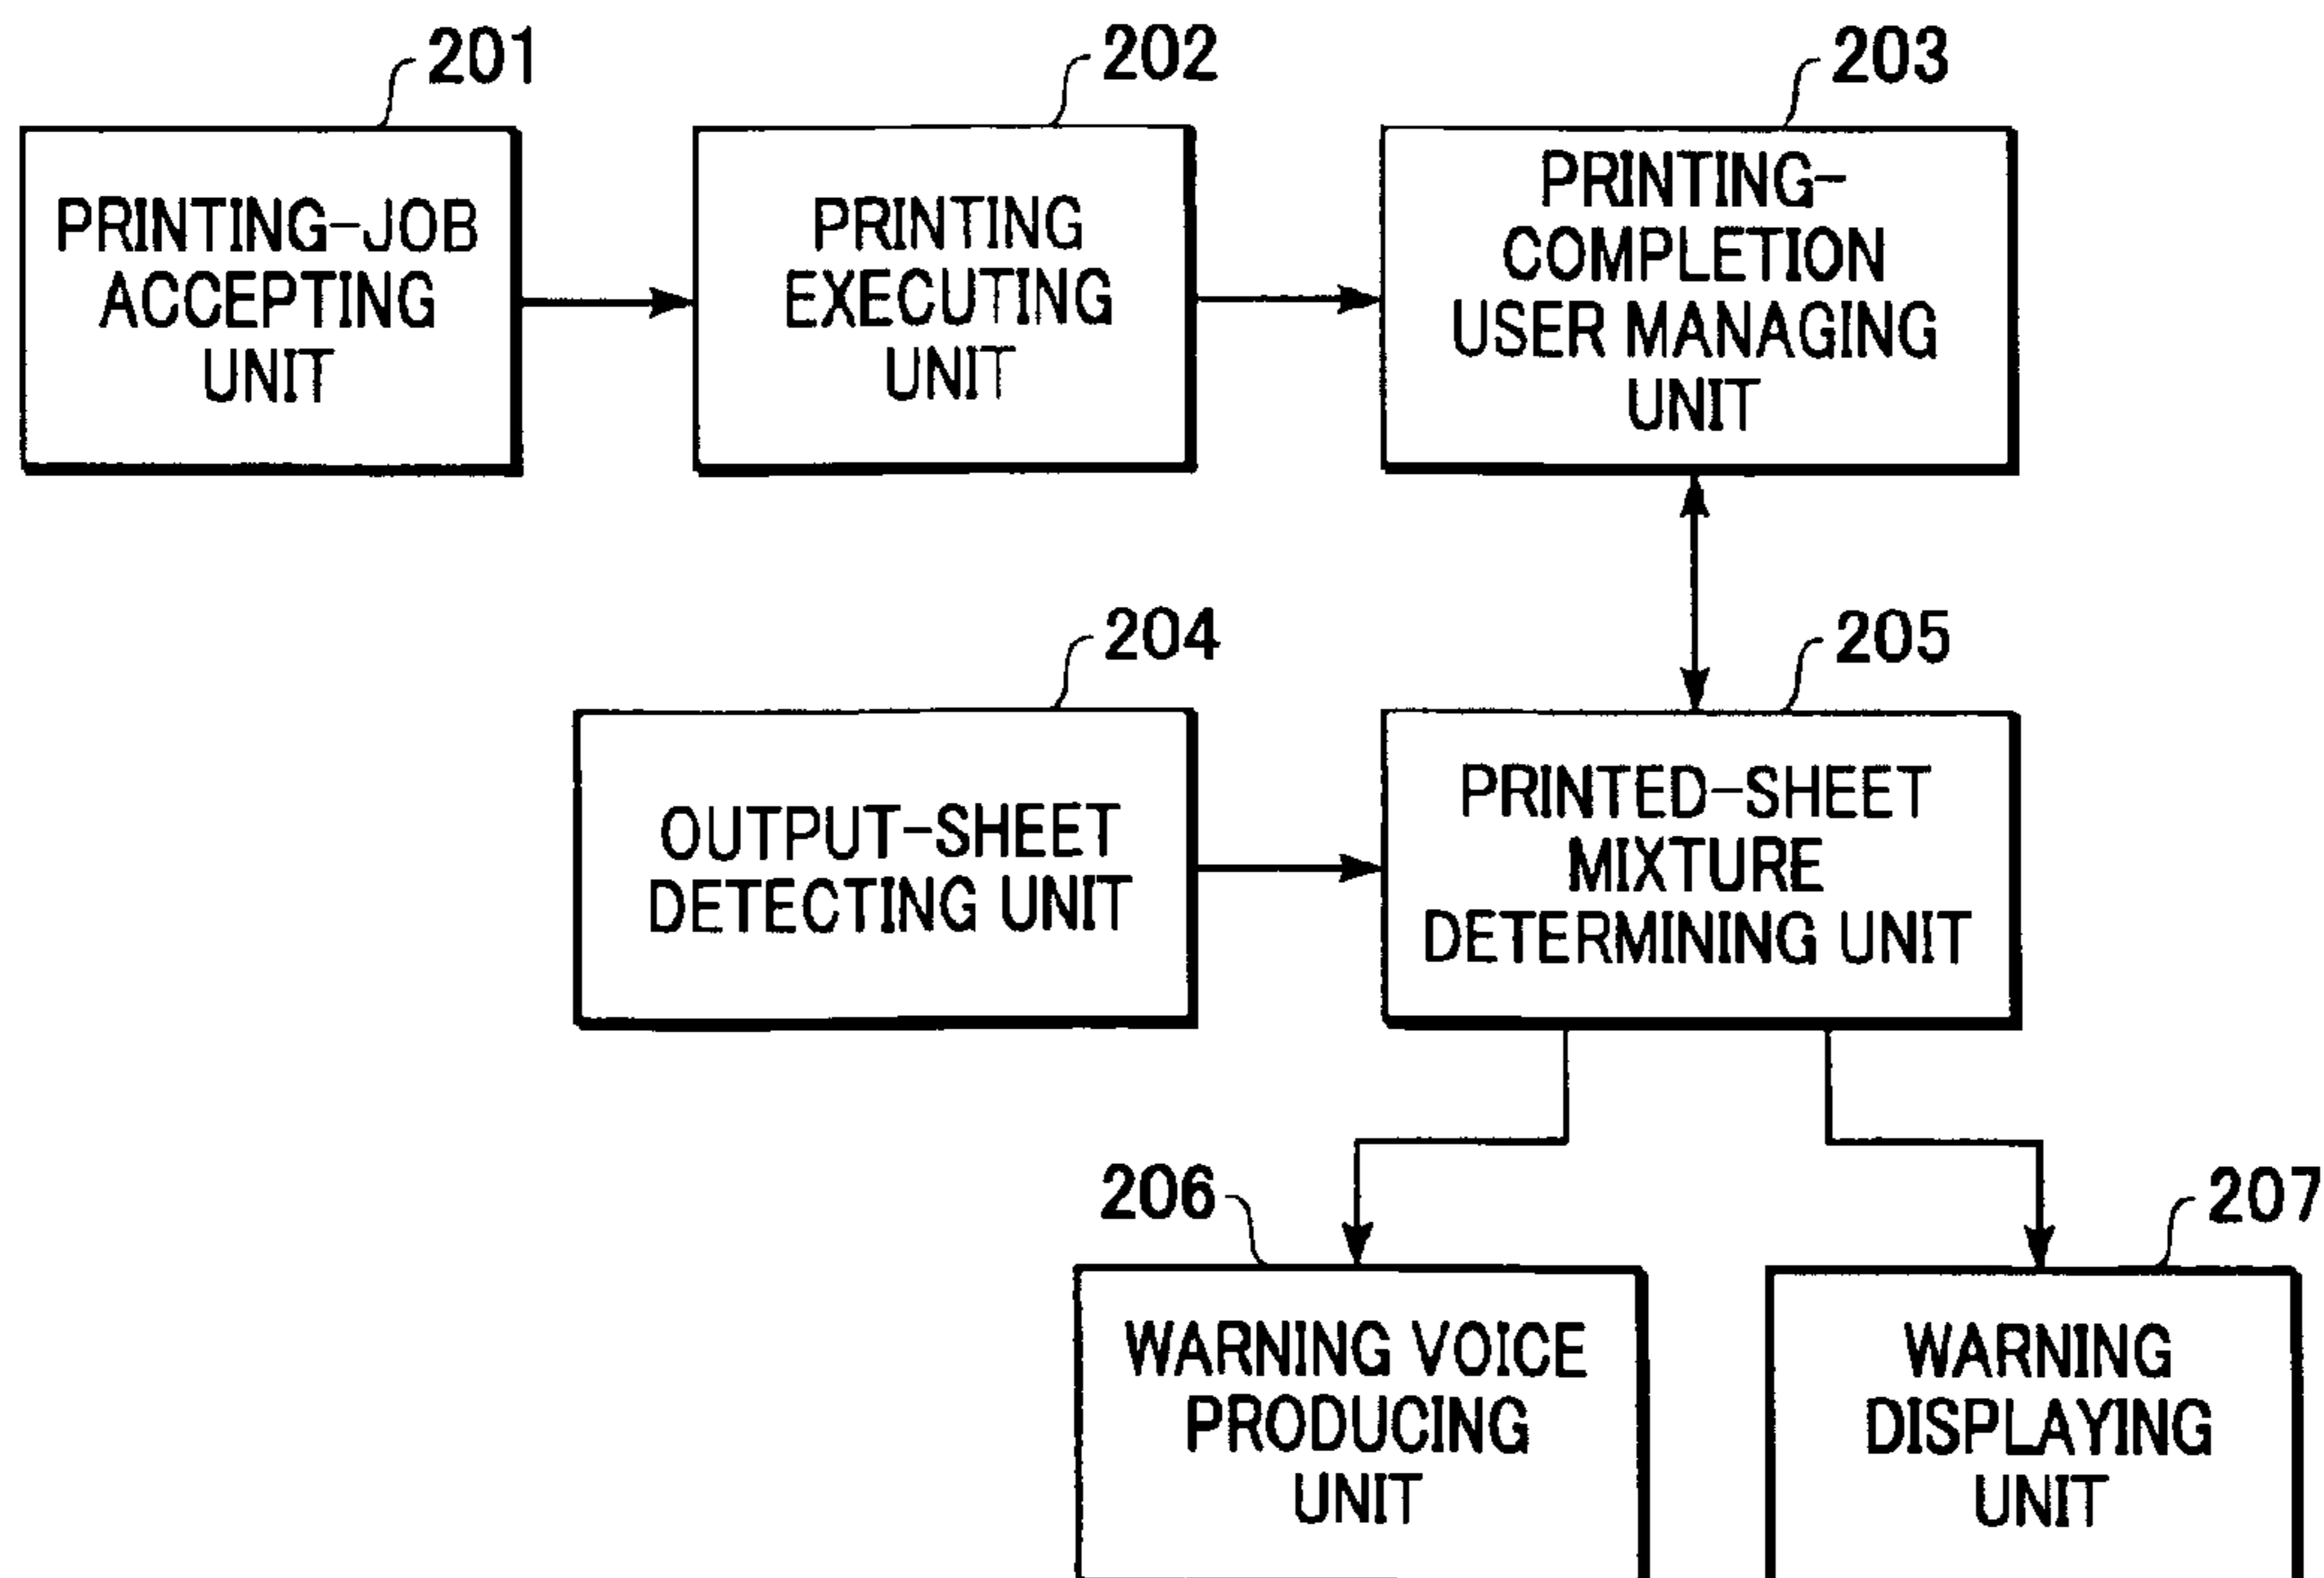 201
PRINTING-JOB
ACCEPTING
UNIT
202
PRINTING
EXECUTING
UNIT
203
PRINTING-
COMPLETION
USER MANAGING
UNIT
204
OUTPUT-SHEET
DETECTING UNIT
205
PRINTED-SHEET
MIXTURE
DETERMINING UNIT
206
WARNING VOICE
PRODUCING
UNIT
207
WARNING
DISPLAYING
UNIT